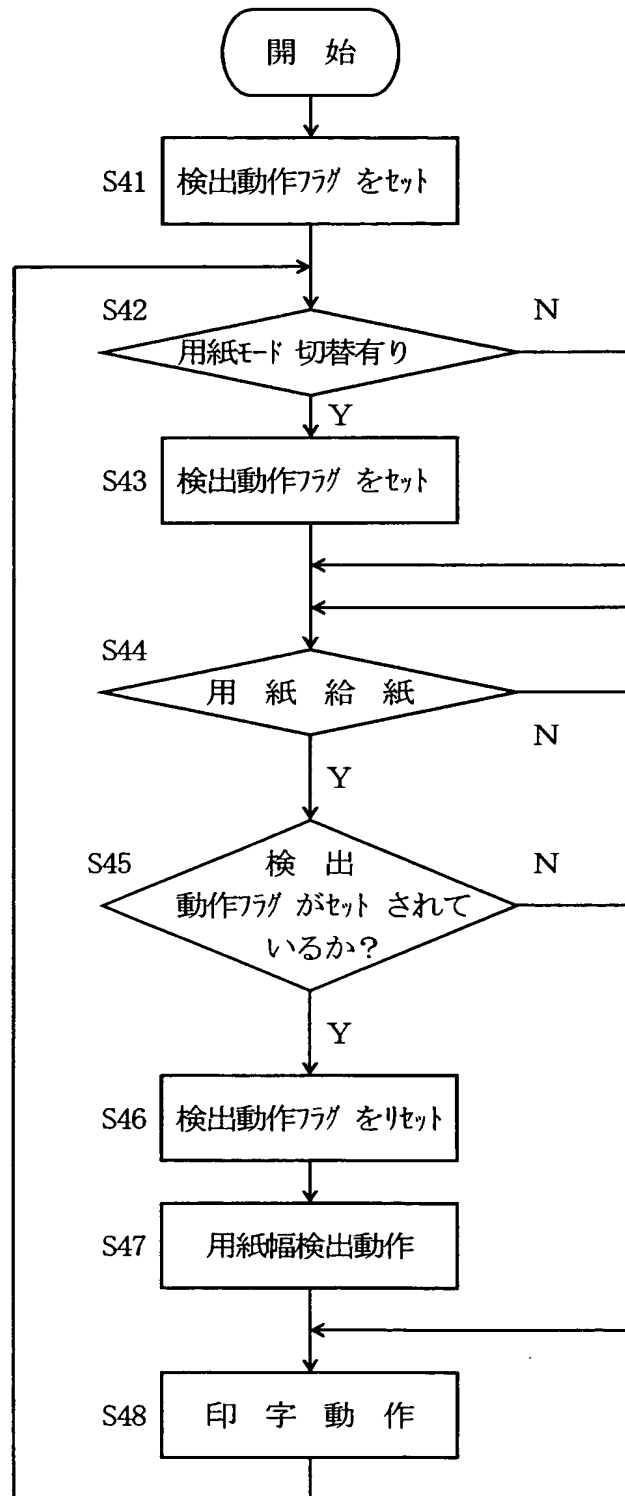 開 始
S41
検出動作ﾌﾗｸﾞ をｾｯﾄ
S42
N
用紙ﾓｰﾄﾞ 切替有り
Y
S43
検出動作ﾌﾗｸﾞ をｾｯﾄ
S44
用 紙 給 紙
N
Y
S45
検 出
N
動作ﾌﾗｸﾞ がｾｯﾄ されて
いるか?
Y
S46
検出動作ﾌﾗｸﾞ をﾘｾｯﾄ
S47
用紙幅検出動作
S48
印 字 動 作